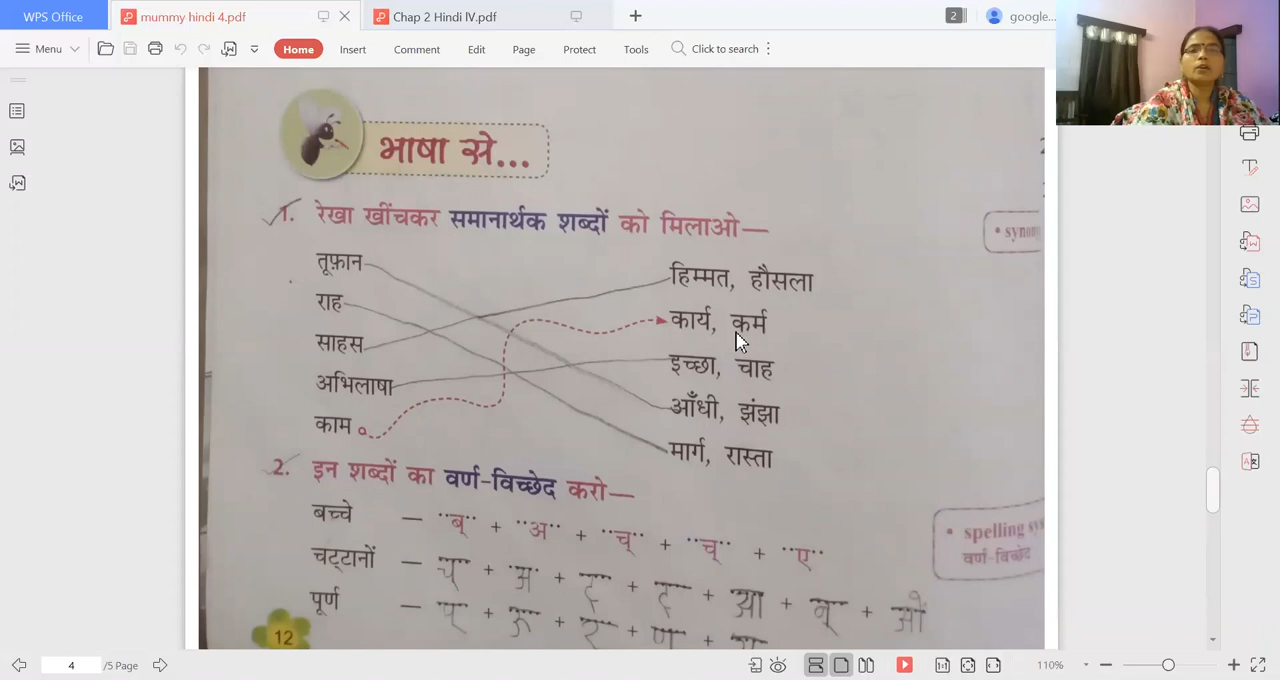 WPS Office
mummy hindi 4.pdf
Chap 2 Hindi IV.pdf
2
google...
Menu
Home
Insert
Comment
Edit
Page
Protect
Tools
Click to search
भाषा से...
1. रेखा खींचकर समानार्थक शब्दों को मिलाओ—
तूफ़ान
हिम्मत, हौसला
राह
कार्य, कर्म
साहस
इच्छा, चाह
अभिलाषा
आँधी, झंझा
काम
मार्ग, रास्ता
2. इन शब्दों का वर्ण-विच्छेद करो—
बच्चे — ब् + अ + च् + च् + ए
चट्टानों — च् + अ + ट् + ट् + आ + न् + ओं
पूर्ण — प् + ऊ + र् + ण् +
12
वर्ण-विच्छेद
spelling
4
/5 Page
110%